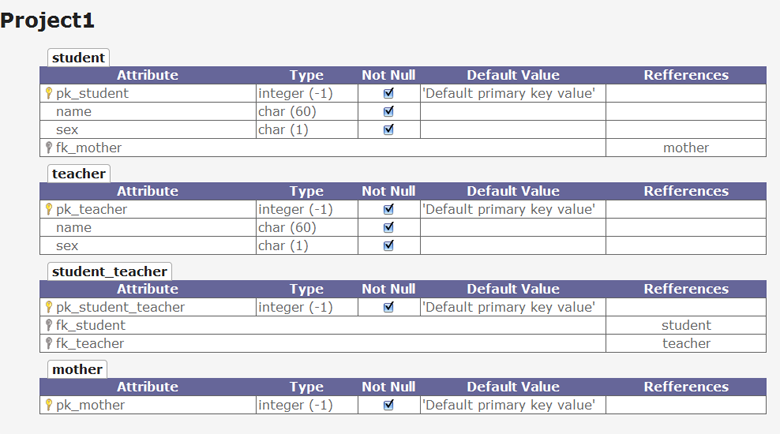 Project1
student
Attribute Type Not Null Default Value Refferences
pk_student integer (-1) 'Default primary key value'
name char (60)
sex char (1)
fk_mother mother
teacher
Attribute Type Not Null Default Value Refferences
pk_teacher integer (-1) 'Default primary key value'
name char (60)
sex char (1)
student_teacher
Attribute Type Not Null Default Value Refferences
pk_student_teacher integer (-1) 'Default primary key value'
fk_student student
fk_teacher teacher
mother
Attribute Type Not Null Default Value Refferences
pk_mother integer (-1) 'Default primary key value'